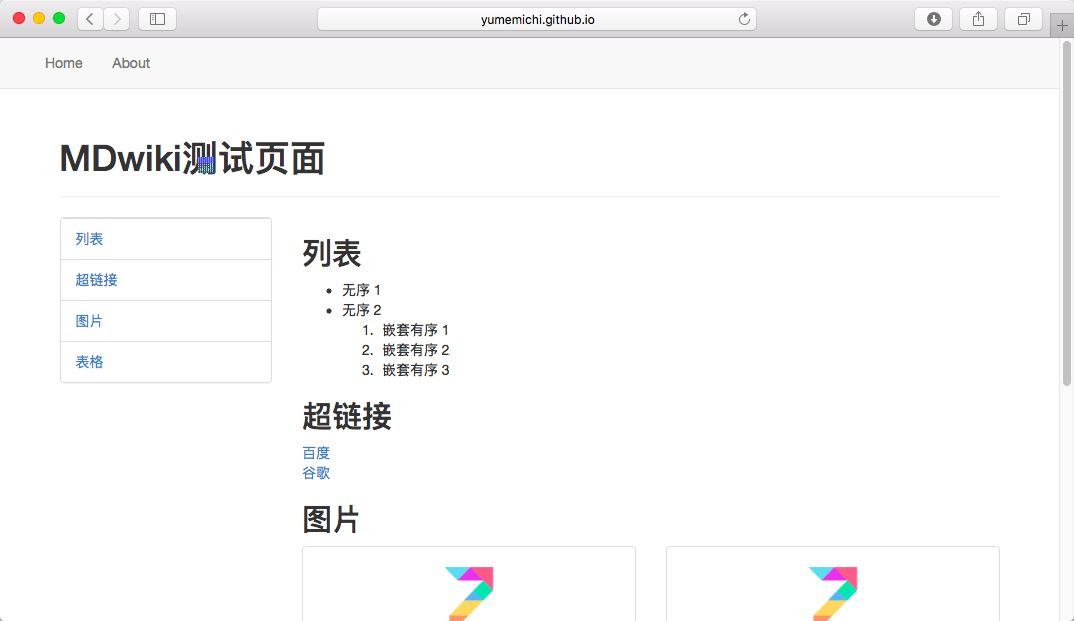 yumemichi.github.io
Home About
MDwiki测试页面
列表
超链接
图片
表格
列表
• 无序 1
• 无序 2
1. 嵌套有序 1
2. 嵌套有序 2
3. 嵌套有序 3
超链接
百度
谷歌
图片